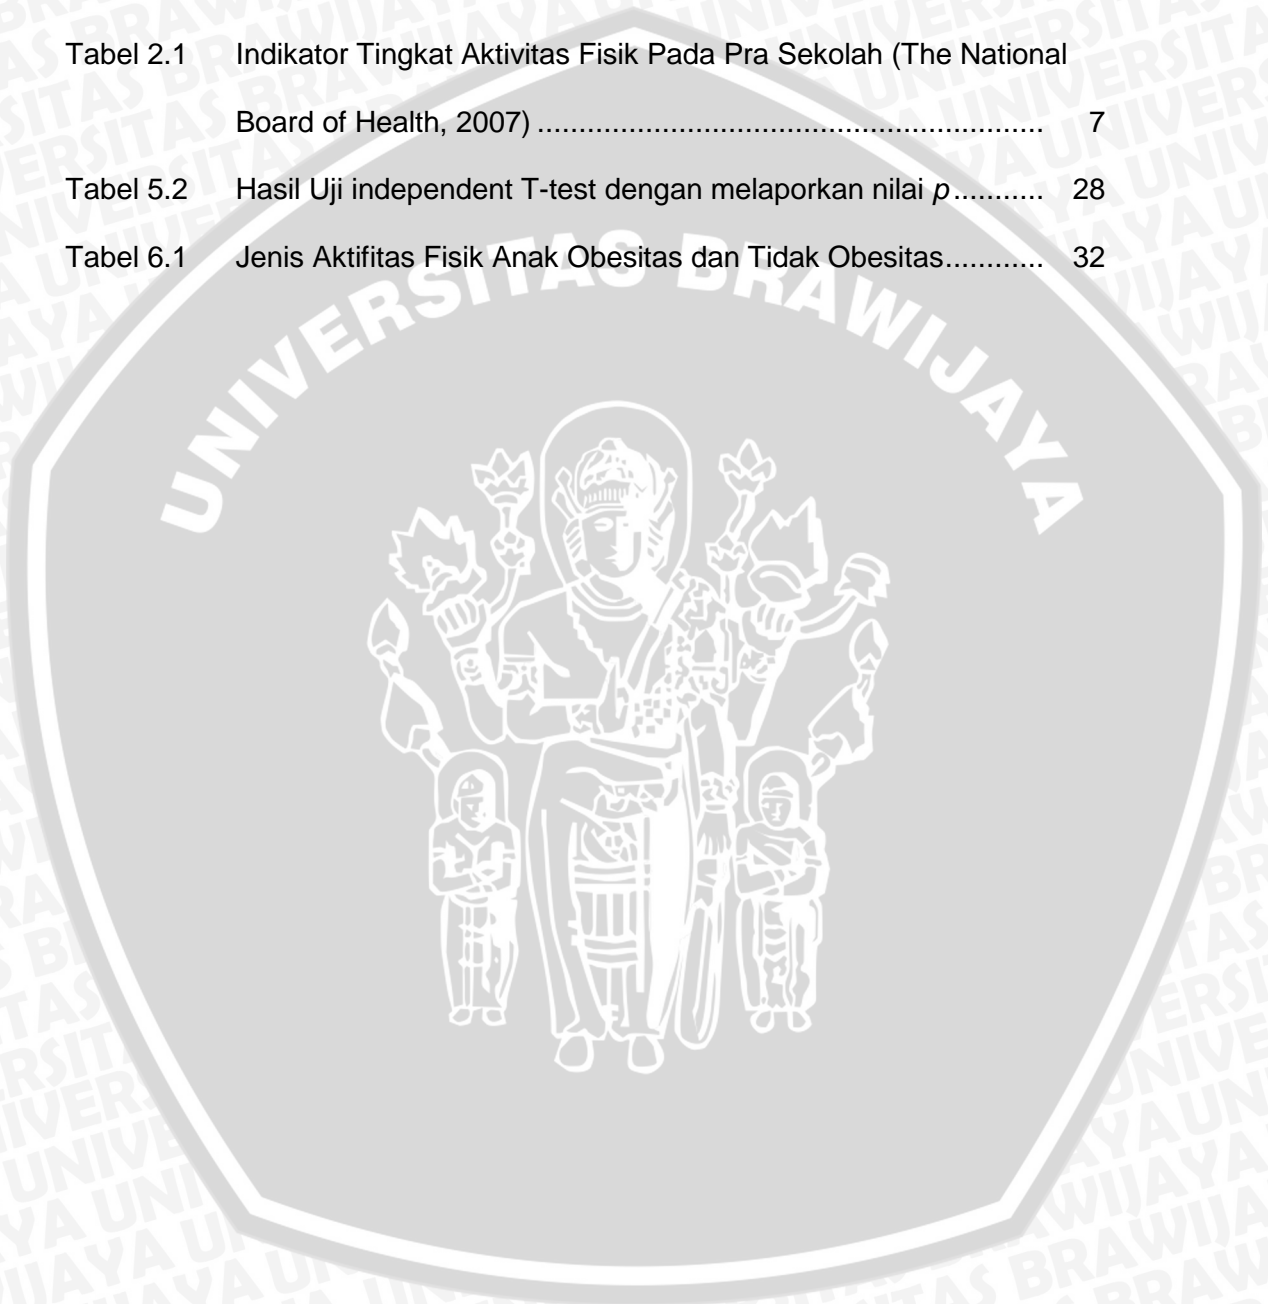 Tabel 2.1 Indikator Tingkat Aktivitas Fisik Pada Pra Sekolah (The National
Board of Health, 2007) ............................................................. 7
Tabel 5.2 Hasil Uji independent T-test dengan melaporkan nilai p ........... 28
Tabel 6.1 Jenis Aktifitas Fisik Anak Obesitas dan Tidak Obesitas............ 32
UNIVERSITAS BRAWIJAYA